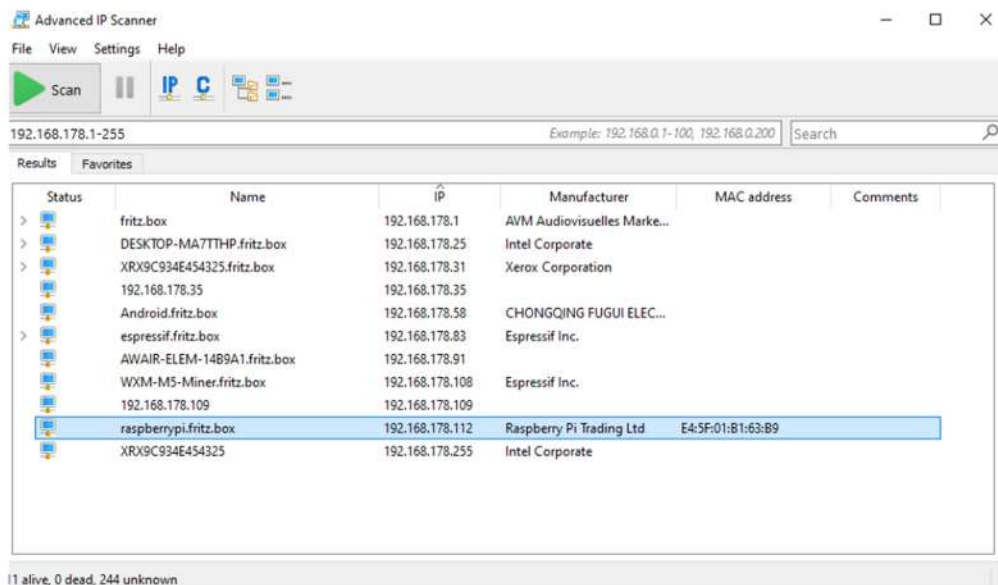 Advanced IP Scanner
File View Settings Help
Scan IP C
192.168.178.1-255 Example: 192.168.0.1-100, 192.168.0.200 Search
Results Favorites
Status Name IP Manufacturer MAC address Comments
fritz.box 192.168.178.1 AVM Audiovisuelles Marke...
DESKTOP-MA7TTHP.fritz.box 192.168.178.25 Intel Corporate
XRX9C934E454325.fritz.box 192.168.178.31 Xerox Corporation
192.168.178.35 192.168.178.35
Android.fritz.box 192.168.178.58 CHONGQING FUGUI ELEC...
espressif.fritz.box 192.168.178.83 Espressif Inc.
AWAIR-ELEM-14B9A1.fritz.box 192.168.178.91
WXM-M5-Miner.fritz.box 192.168.178.108 Espressif Inc.
192.168.178.109 192.168.178.109
raspberrypi.fritz.box 192.168.178.112 Raspberry Pi Trading Ltd E4:5F:01:B1:63:B9
XRX9C934E454325 192.168.178.255 Intel Corporate
11 alive, 0 dead, 244 unknown